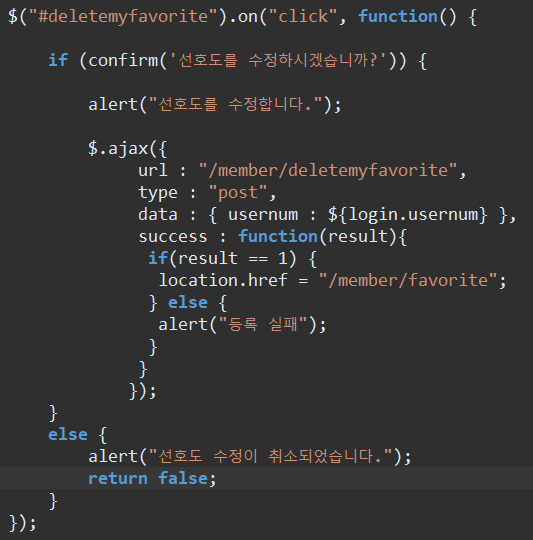 $("#deletemyfavorite").on("click", function() {
if (confirm('선호도를 수정하시겠습니까?')) {
alert("선호도를 수정합니다.");
$.ajax({
url : "/member/deletemyfavorite",
type : "post",
data : { usernum : ${login.usernum} },
success : function(result){
if(result == 1) {
location.href = "/member/favorite";
} else {
alert("등록 실패");
}
}
});
}
else {
alert("선호도 수정이 취소되었습니다.");
return false;
}
});